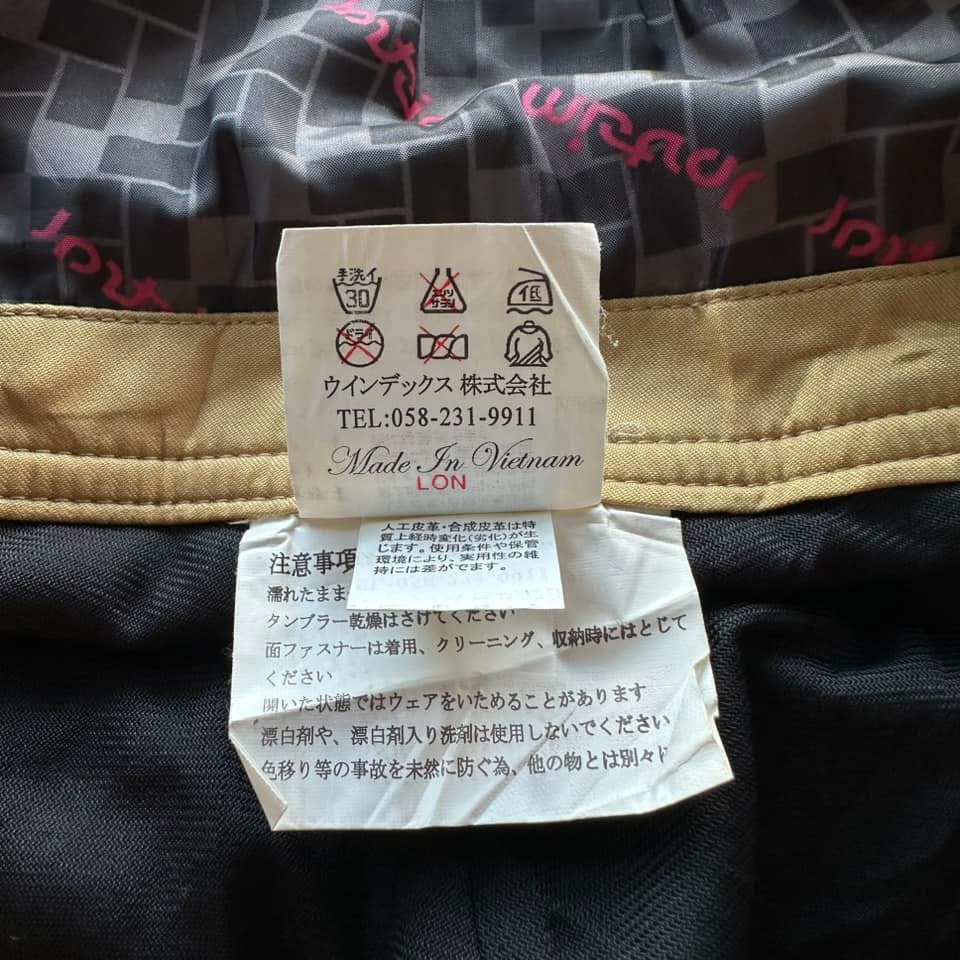 手洗イ
30
エンソ
サラシ
低
ドライ
ウインデックス 株式会社
TEL:058-231-9911
Made In Vietnam
LON
人工皮革・合成皮革は特
質上経時変化(劣化)が生
じます。使用条件や保管
環境により、実用性の維
持には差がでます。
注意事項
濡れたまま
タンブラー乾燥はさけてください
面ファスナーは着用、クリーニング、収納時にはとじて
ください
開いた状態ではウェアをいためることがあります
漂白剤や、漂白剤入り洗剤は使用しないでください
色移り等の事故を未然に防ぐ為、他の物とは別々に